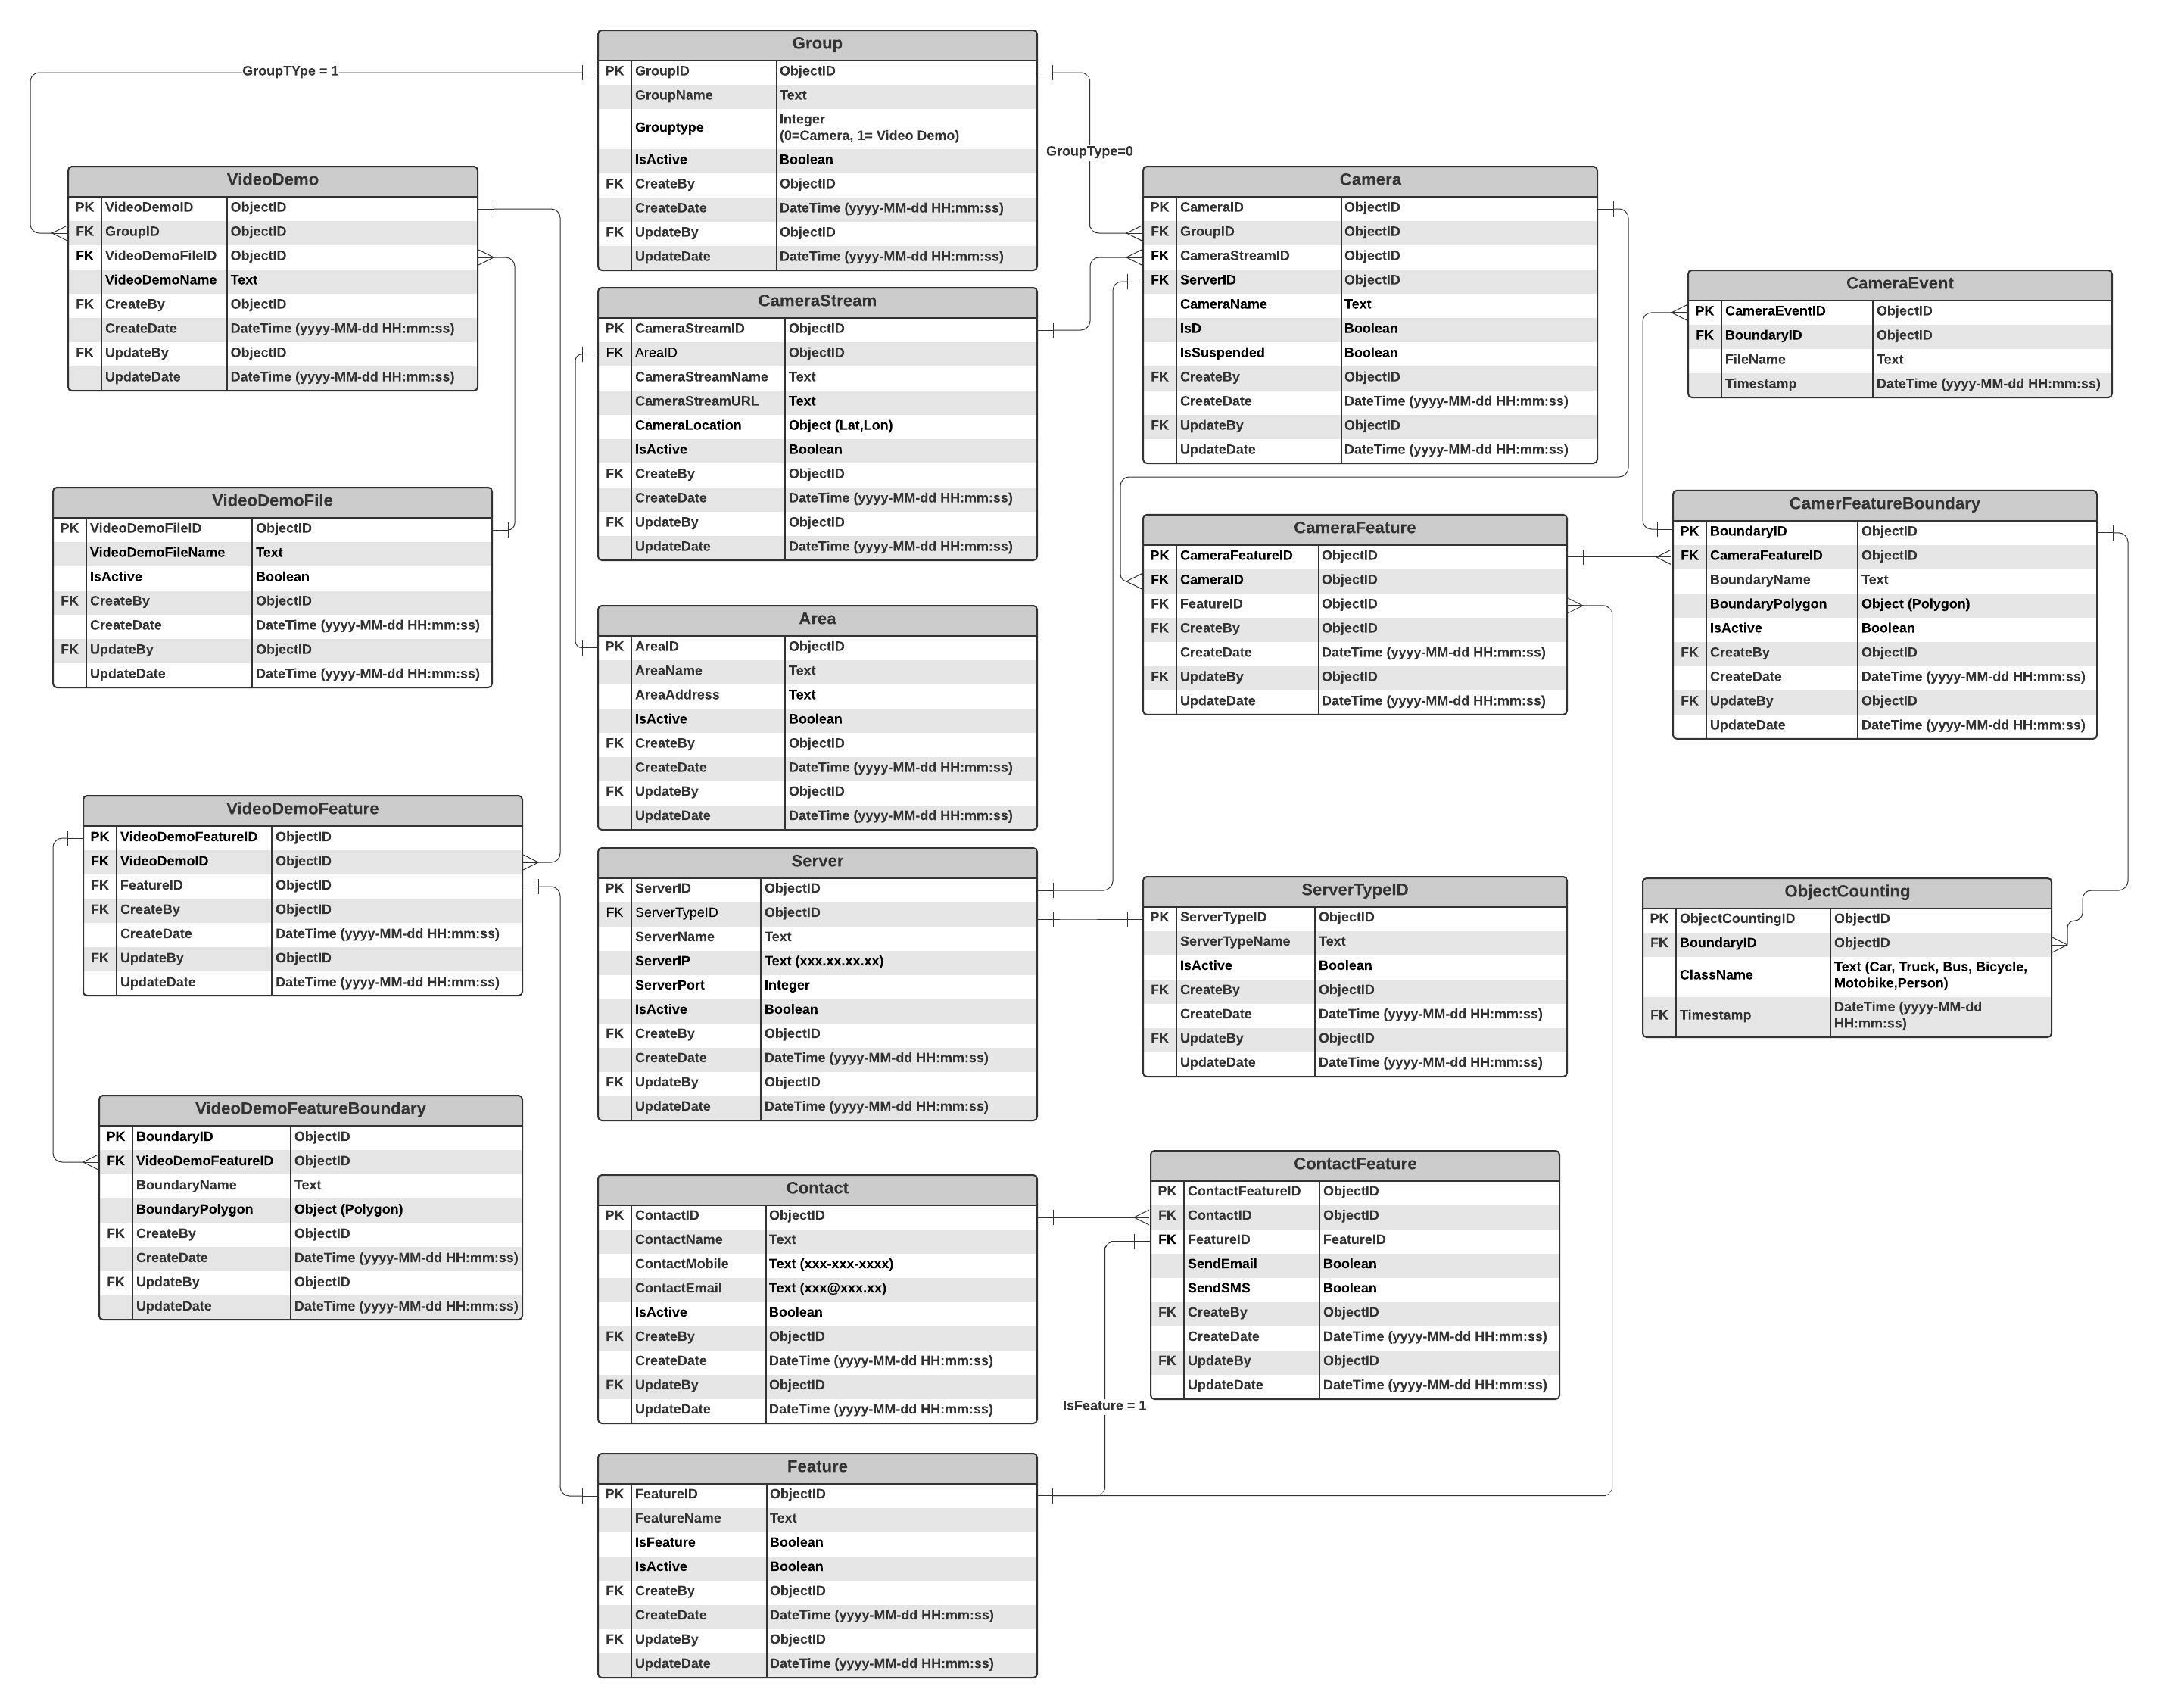 Group
PK GroupID ObjectID
GroupName Text
Grouptype Integer
(0=Camera, 1= Video Demo)
IsActive Boolean
FK CreateBy ObjectID
CreateDate DateTime (yyyy-MM-dd HH:mm:ss)
FK UpdateBy ObjectID
UpdateDate DateTime (yyyy-MM-dd HH:mm:ss)
GroupTYpe = 1
GroupType=0
VideoDemo
PK VideoDemoID ObjectID
FK GroupID ObjectID
FK VideoDemoFileID ObjectID
VideoDemoName Text
FK CreateBy ObjectID
CreateDate DateTime (yyyy-MM-dd HH:mm:ss)
FK UpdateBy ObjectID
UpdateDate DateTime (yyyy-MM-dd HH:mm:ss)
Camera
PK CameraID ObjectID
FK GroupID ObjectID
FK CameraStreamID ObjectID
FK ServerID ObjectID
CameraName Text
IsD Boolean
IsSuspended Boolean
FK CreateBy ObjectID
CreateDate DateTime (yyyy-MM-dd HH:mm:ss)
FK UpdateBy ObjectID
UpdateDate DateTime (yyyy-MM-dd HH:mm:ss)
CameraEvent
PK CameraEventID ObjectID
FK BoundaryID ObjectID
FileName Text
Timestamp DateTime (yyyy-MM-dd HH:mm:ss)
CameraStream
PK CameraStreamID ObjectID
FK AreaID ObjectID
CameraStreamName Text
CameraStreamURL Text
CameraLocation Object (Lat,Lon)
IsActive Boolean
FK CreateBy ObjectID
CreateDate DateTime (yyyy-MM-dd HH:mm:ss)
FK UpdateBy ObjectID
UpdateDate DateTime (yyyy-MM-dd HH:mm:ss)
VideoDemoFile
PK VideoDemoFileID ObjectID
VideoDemoFileName Text
IsActive Boolean
FK CreateBy ObjectID
CreateDate DateTime (yyyy-MM-dd HH:mm:ss)
FK UpdateBy ObjectID
UpdateDate DateTime (yyyy-MM-dd HH:mm:ss)
CameraFeature
PK CameraFeatureID ObjectID
FK CameraID ObjectID
FK FeatureID ObjectID
FK CreateBy ObjectID
CreateDate DateTime (yyyy-MM-dd HH:mm:ss)
FK UpdateBy ObjectID
UpdateDate DateTime (yyyy-MM-dd HH:mm:ss)
CamerFeatureBoundary
PK BoundaryID ObjectID
FK CameraFeatureID ObjectID
BoundaryName Text
BoundaryPolygon Object (Polygon)
IsActive Boolean
FK CreateBy ObjectID
CreateDate DateTime (yyyy-MM-dd HH:mm:ss)
FK UpdateBy ObjectID
UpdateDate DateTime (yyyy-MM-dd HH:mm:ss)
Area
PK AreaID ObjectID
AreaName Text
AreaAddress Text
IsActive Boolean
FK CreateBy ObjectID
CreateDate DateTime (yyyy-MM-dd HH:mm:ss)
FK UpdateBy ObjectID
UpdateDate DateTime (yyyy-MM-dd HH:mm:ss)
VideoDemoFeature
PK VideoDemoFeatureID ObjectID
FK VideoDemoID ObjectID
FK FeatureID ObjectID
FK CreateBy ObjectID
CreateDate DateTime (yyyy-MM-dd HH:mm:ss)
FK UpdateBy ObjectID
UpdateDate DateTime (yyyy-MM-dd HH:mm:ss)
Server
PK ServerID ObjectID
FK ServerTypeID ObjectID
ServerName Text
ServerIP Text (xxx.xx.xx.xx)
ServerPort Integer
IsActive Boolean
FK CreateBy ObjectID
CreateDate DateTime (yyyy-MM-dd HH:mm:ss)
FK UpdateBy ObjectID
UpdateDate DateTime (yyyy-MM-dd HH:mm:ss)
ServerTypeID
PK ServerTypeID ObjectID
ServerTypeName Text
IsActive Boolean
FK CreateBy ObjectID
CreateDate DateTime (yyyy-MM-dd HH:mm:ss)
FK UpdateBy ObjectID
UpdateDate DateTime (yyyy-MM-dd HH:mm:ss)
ObjectCounting
PK ObjectCountingID ObjectID
FK BoundaryID ObjectID
ClassName Text (Car, Truck, Bus, Bicycle,
Motobike,Person)
FK Timestamp DateTime (yyyy-MM-dd
HH:mm:ss)
VideoDemoFeatureBoundary
PK BoundaryID ObjectID
FK VideoDemoFeatureID ObjectID
BoundaryName Text
BoundaryPolygon Object (Polygon)
FK CreateBy ObjectID
CreateDate DateTime (yyyy-MM-dd HH:mm:ss)
FK UpdateBy ObjectID
UpdateDate DateTime (yyyy-MM-dd HH:mm:ss)
Contact
PK ContactID ObjectID
ContactName Text
ContactMobile Text (xxx-xxx-xxxx)
ContactEmail Text (xxx@xxx.xx)
IsActive Boolean
FK CreateBy ObjectID
CreateDate DateTime (yyyy-MM-dd HH:mm:ss)
FK UpdateBy ObjectID
UpdateDate DateTime (yyyy-MM-dd HH:mm:ss)
ContactFeature
PK ContactFeatureID ObjectID
FK ContactID ObjectID
FK FeatureID FeatureID
SendEmail Boolean
SendSMS Boolean
FK CreateBy ObjectID
CreateDate DateTime (yyyy-MM-dd HH:mm:ss)
FK UpdateBy ObjectID
UpdateDate DateTime (yyyy-MM-dd HH:mm:ss)
IsFeature = 1
Feature
PK FeatureID ObjectID
FeatureName Text
IsFeature Boolean
IsActive Boolean
FK CreateBy ObjectID
CreateDate DateTime (yyyy-MM-dd HH:mm:ss)
FK UpdateBy ObjectID
UpdateDate DateTime (yyyy-MM-dd HH:mm:ss)